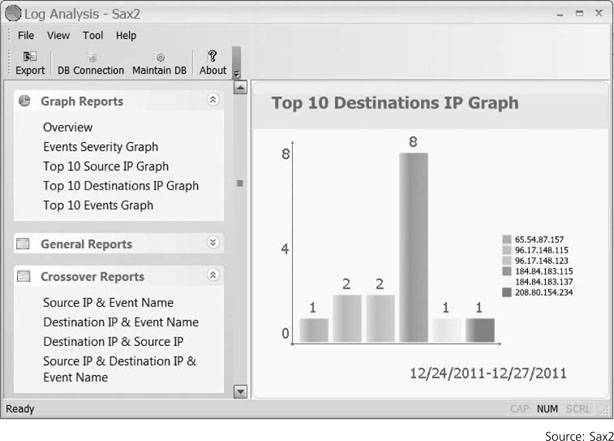 Log Analysis - Sax2
File View Tool Help
Export DB Connection Maintain DB About
Graph Reports
Overview
Events Severity Graph
Top 10 Source IP Graph
Top 10 Destinations IP Graph
Top 10 Events Graph
General Reports
Crossover Reports
Source IP & Event Name
Destination IP & Event Name
Destination IP & Source IP
Source IP & Destination IP &
Event Name
Top 10 Destinations IP Graph
8
4
0
1 2 2 8 1 1
65.54.87.157
96.17.148.115
96.17.148.123
184.84.183.115
184.84.183.137
208.80.154.234
12/24/2011-12/27/2011
Ready CAP NUM SCRL
Source: Sax2